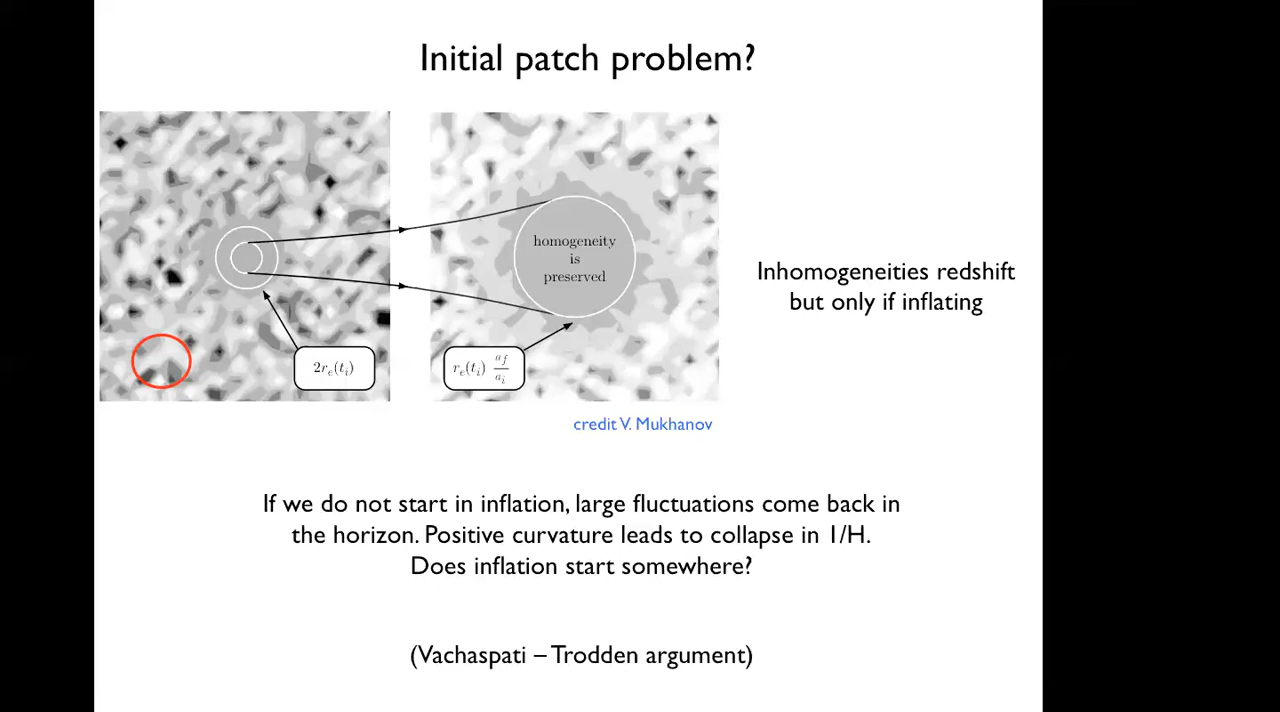 Initial patch problem?
homogeneity
is
preserved
2r_e(t_i)
r_e(t_i) a_f/a_i
Inhomogeneities redshift
but only if inflating
credit V. Mukhanov
If we do not start in inflation, large fluctuations come back in
the horizon. Positive curvature leads to collapse in 1/H.
Does inflation start somewhere?
(Vachaspati – Trodden argument)